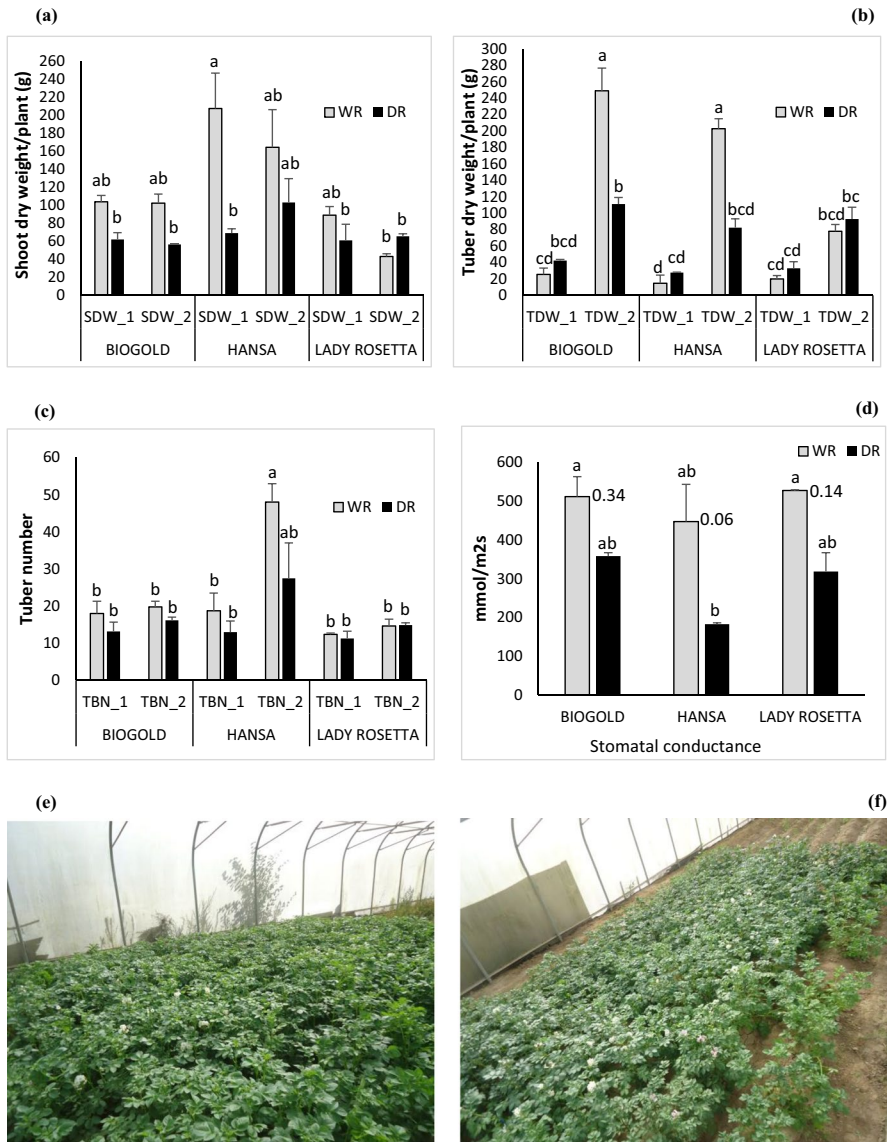 (a)
Shoot dry weight/plant (g)
260
240
220
200
180
160
140
120
100
80
60
40
20
0
WR DR
ab b ab b a b ab ab ab b b b
SDW_1 SDW_2 SDW_1 SDW_2 SDW_1 SDW_2
BIOGOLD HANSA LADY ROSETTA
(b)
Tuber dry weight/plant (g)
300
280
260
240
220
200
180
160
140
120
100
80
60
40
20
0
WR DR
cd bcd a b d cd a bcd cd cd bcd bc
TDW_1 TDW_2 TDW_1 TDW_2 TDW_1 TDW_2
BIOGOLD HANSA LADY ROSETTA
(c)
Tuber number
60
50
40
30
20
10
0
WR DR
b b b b b b a ab b b b b
TBN_1 TBN_2 TBN_1 TBN_2 TBN_1 TBN_2
BIOGOLD HANSA LADY ROSETTA
(d)
WR DR
mmol/m2s
600
500
400
300
200
100
0
a 0.34 ab ab 0.06 b a 0.14 ab
BIOGOLD HANSA LADY ROSETTA
Stomatal conductance
(e)
(f)